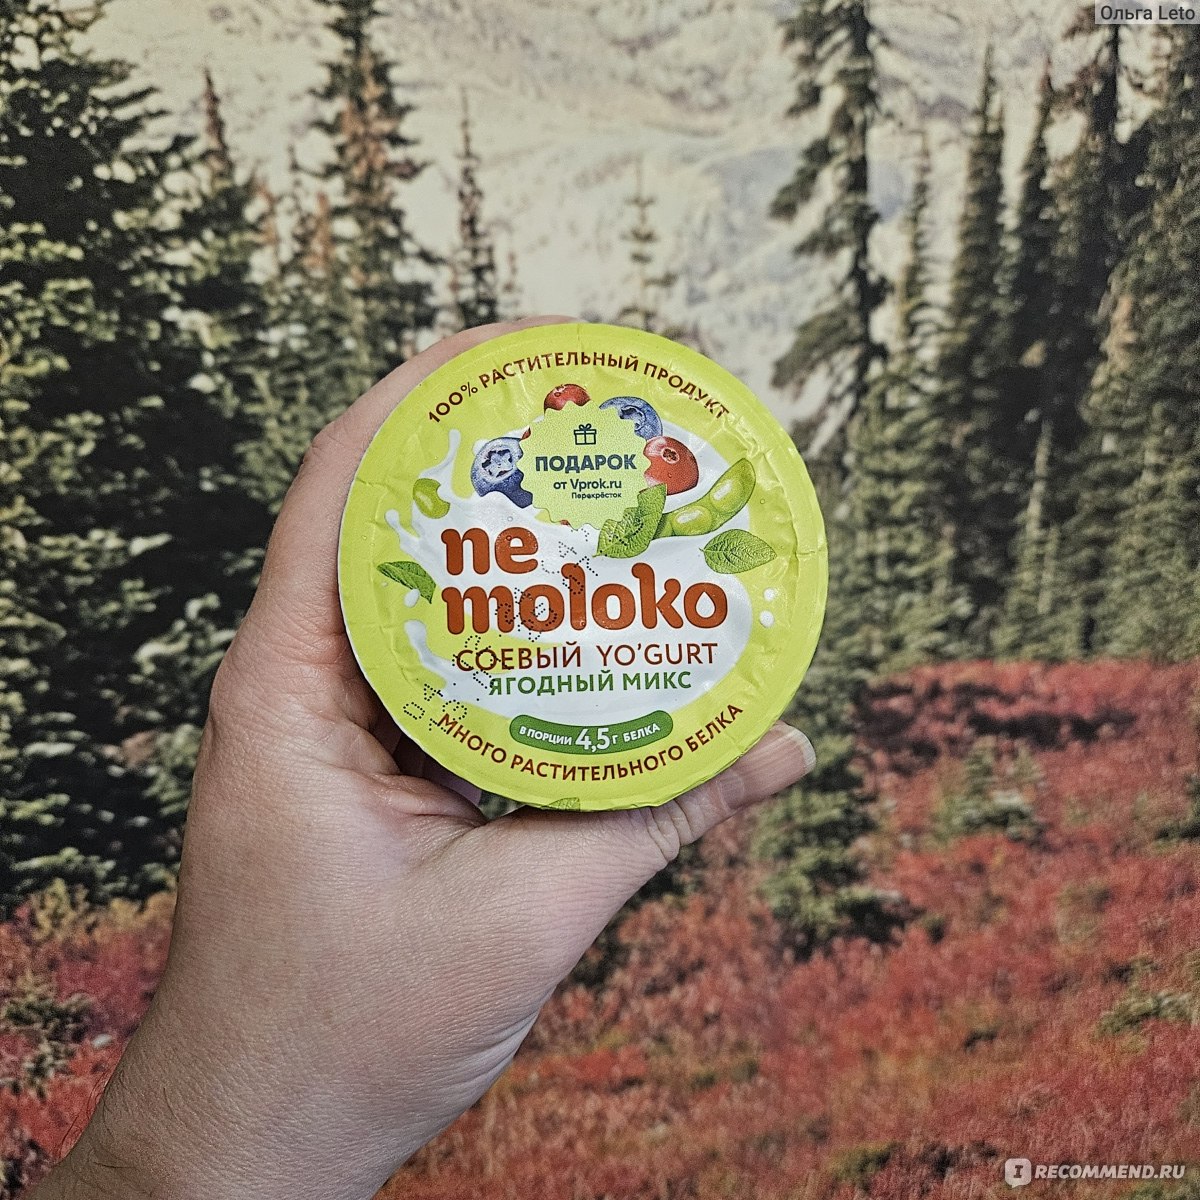 Ольга Leto
100% РАСТИТЕЛЬНЫЙ ПРОДУКТ
ПОДАРОК
от Vprok.ru
Перекрёсток
ne
moloko
СОЕВЫЙ YO'GURT
ЯГОДНЫЙ МИКС
В ПОРЦИИ 4,5г БЕЛКА
МНОГО РАСТИТЕЛЬНОГО БЕЛКА
I RECOMMEND.RU